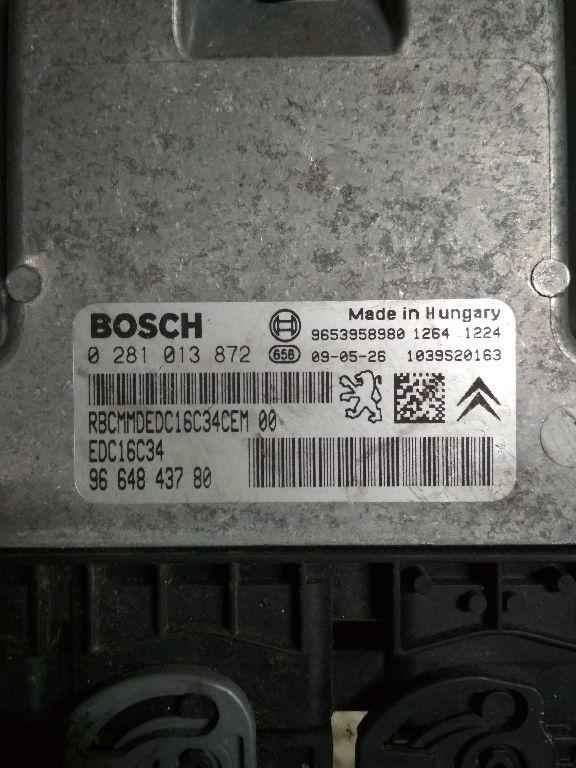 BOSCH
Made in Hungary
9653958980 1264 1224
0 281 013 872 658 09-05-26 1039S20163
RBCMMDEDC16C34CEM 00
EDC16C34
96 648 437 80